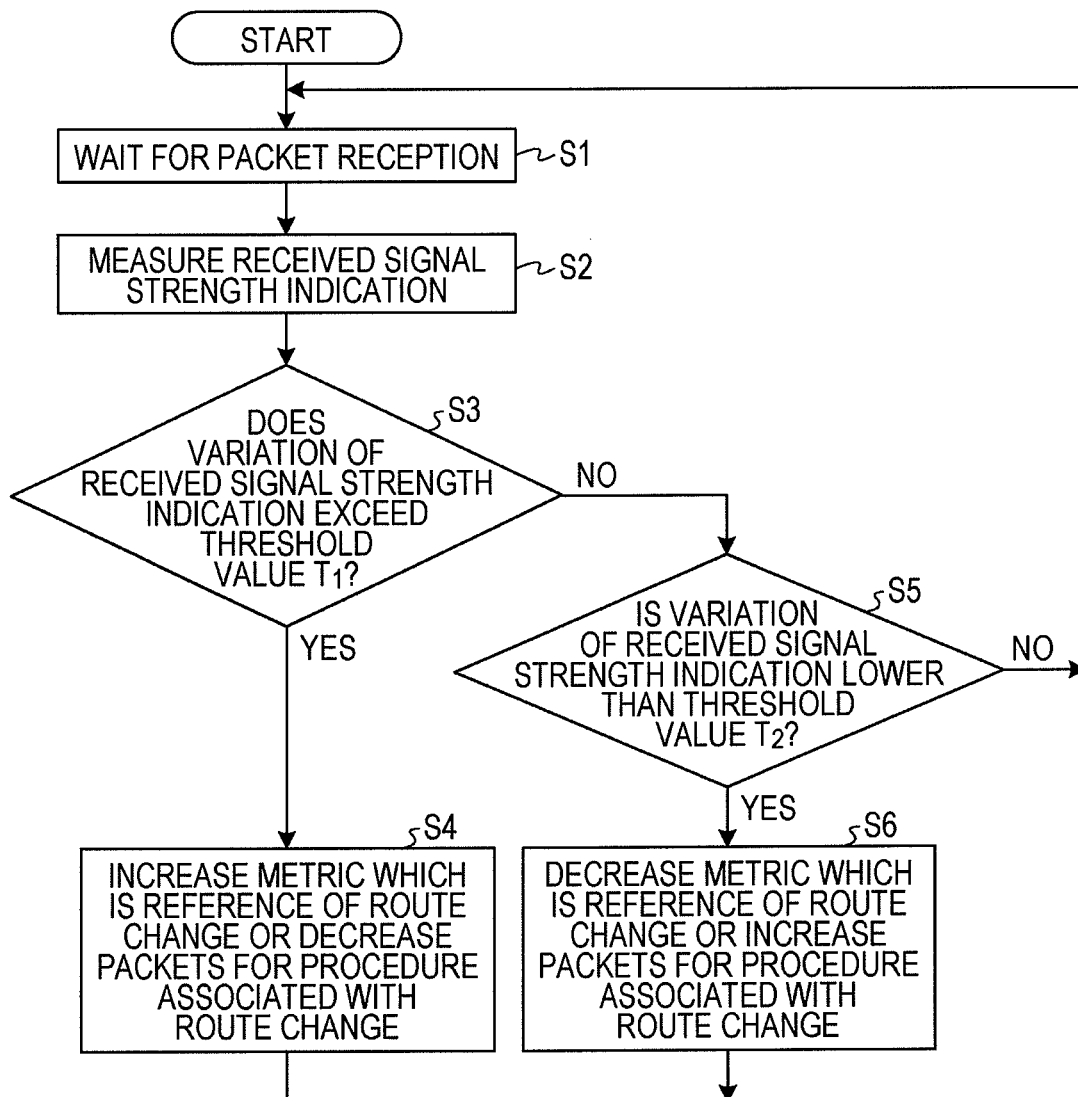 START
WAIT FOR PACKET RECEPTION
S1
MEASURE RECEIVED SIGNAL
STRENGTH INDICATION
S2
DOES
VARIATION OF
RECEIVED SIGNAL STRENGTH
INDICATION EXCEED
THRESHOLD
VALUE T1?
S3
NO
YES
IS VARIATION
OF RECEIVED SIGNAL
STRENGTH INDICATION LOWER
THAN THRESHOLD
VALUE T2?
S5
NO
YES
S4
INCREASE METRIC WHICH
IS REFERENCE OF ROUTE
CHANGE OR DECREASE
PACKETS FOR PROCEDURE
ASSOCIATED WITH
ROUTE CHANGE
S6
DECREASE METRIC WHICH
IS REFERENCE OF ROUTE
CHANGE OR INCREASE
PACKETS FOR PROCEDURE
ASSOCIATED WITH
ROUTE CHANGE